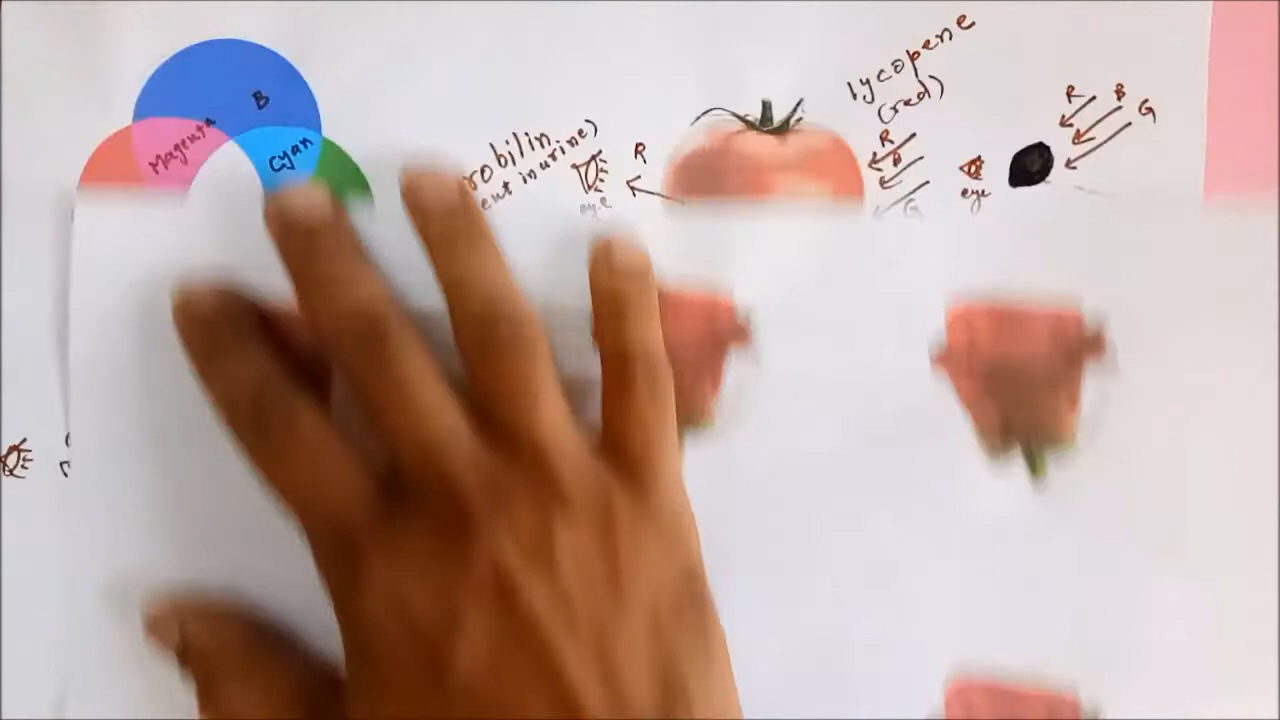 B
Magenta
Cyan
robilin
ent in urine)
eye
R
lycopene
(red)
R
B
G
eye
R
B
G